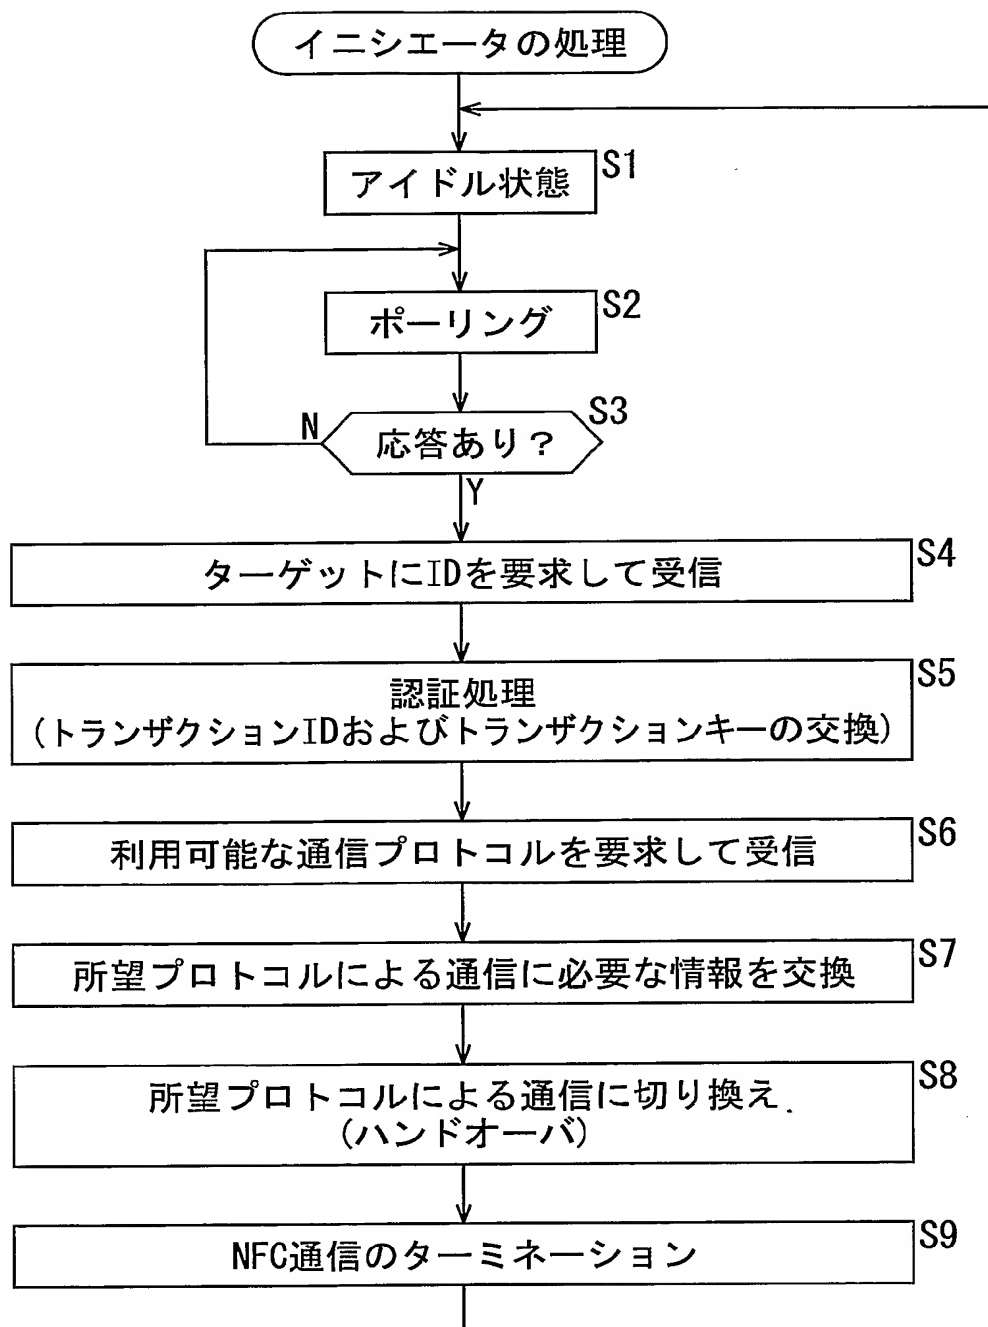 イニシエータの処理
S1
アイドル状態
S2
ポーリング
S3
N
応答あり?
Y
S4
ターゲットにIDを要求して受信
S5
認証処理
(トランザクションIDおよびトランザクションキーの交換)
S6
利用可能な通信プロトコルを要求して受信
S7
所望プロトコルによる通信に必要な情報を交換
S8
所望プロトコルによる通信に切り換え
(ハンドオーバ)
S9
NFC通信のターミネーション